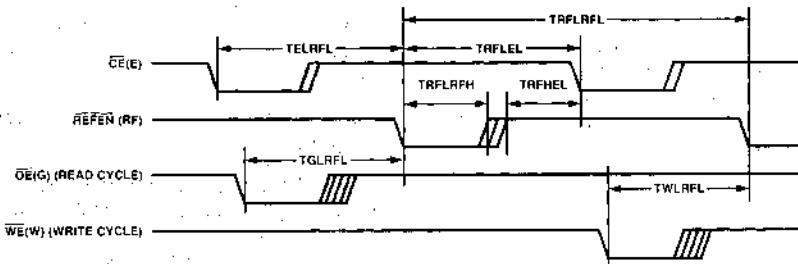 TRFLRFL
TELRFL TRFLEL
CE(E)
TRFLRFH TRFHEL
REFEN (RF)
TGLRFL
OE(G) (READ CYCLE)
TWLRFL
WE(W) (WRITE CYCLE)